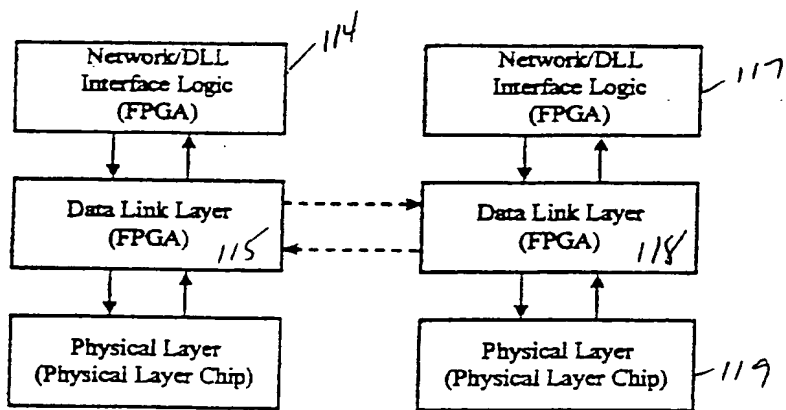 Network/DLL
Interface Logic
(FPGA)
114
Network/DLL
Interface Logic
(FPGA)
117
Data Link Layer
(FPGA)
115
Data Link Layer
(FPGA)
118
Physical Layer
(Physical Layer Chip)
Physical Layer
(Physical Layer Chip)
119